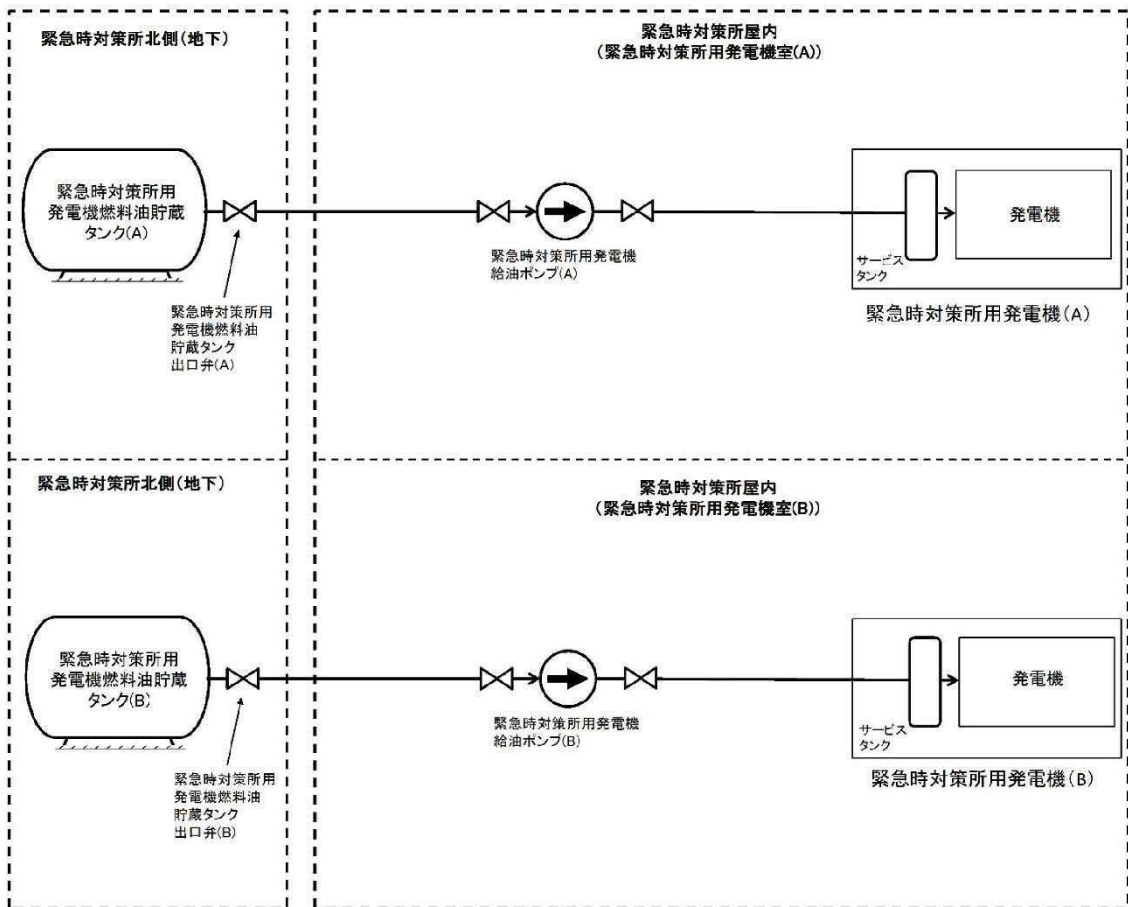 緊急時対策所北側(地下)
緊急時対策所屋内
(緊急時対策所用発電機室(A))
緊急時対策所用
発電機燃料油貯蔵
タンク(A)
緊急時対策所用
発電機燃料油
貯蔵タンク
出口弁(A)
緊急時対策所用発電機
給油ポンプ(A)
サービス
タンク
発電機
緊急時対策所用発電機(A)
緊急時対策所北側(地下)
緊急時対策所屋内
(緊急時対策所用発電機室(B))
緊急時対策所用
発電機燃料油貯蔵
タンク(B)
緊急時対策所用
発電機燃料油
貯蔵タンク
出口弁(B)
緊急時対策所用発電機
給油ポンプ(B)
サービス
タンク
発電機
緊急時対策所用発電機(B)